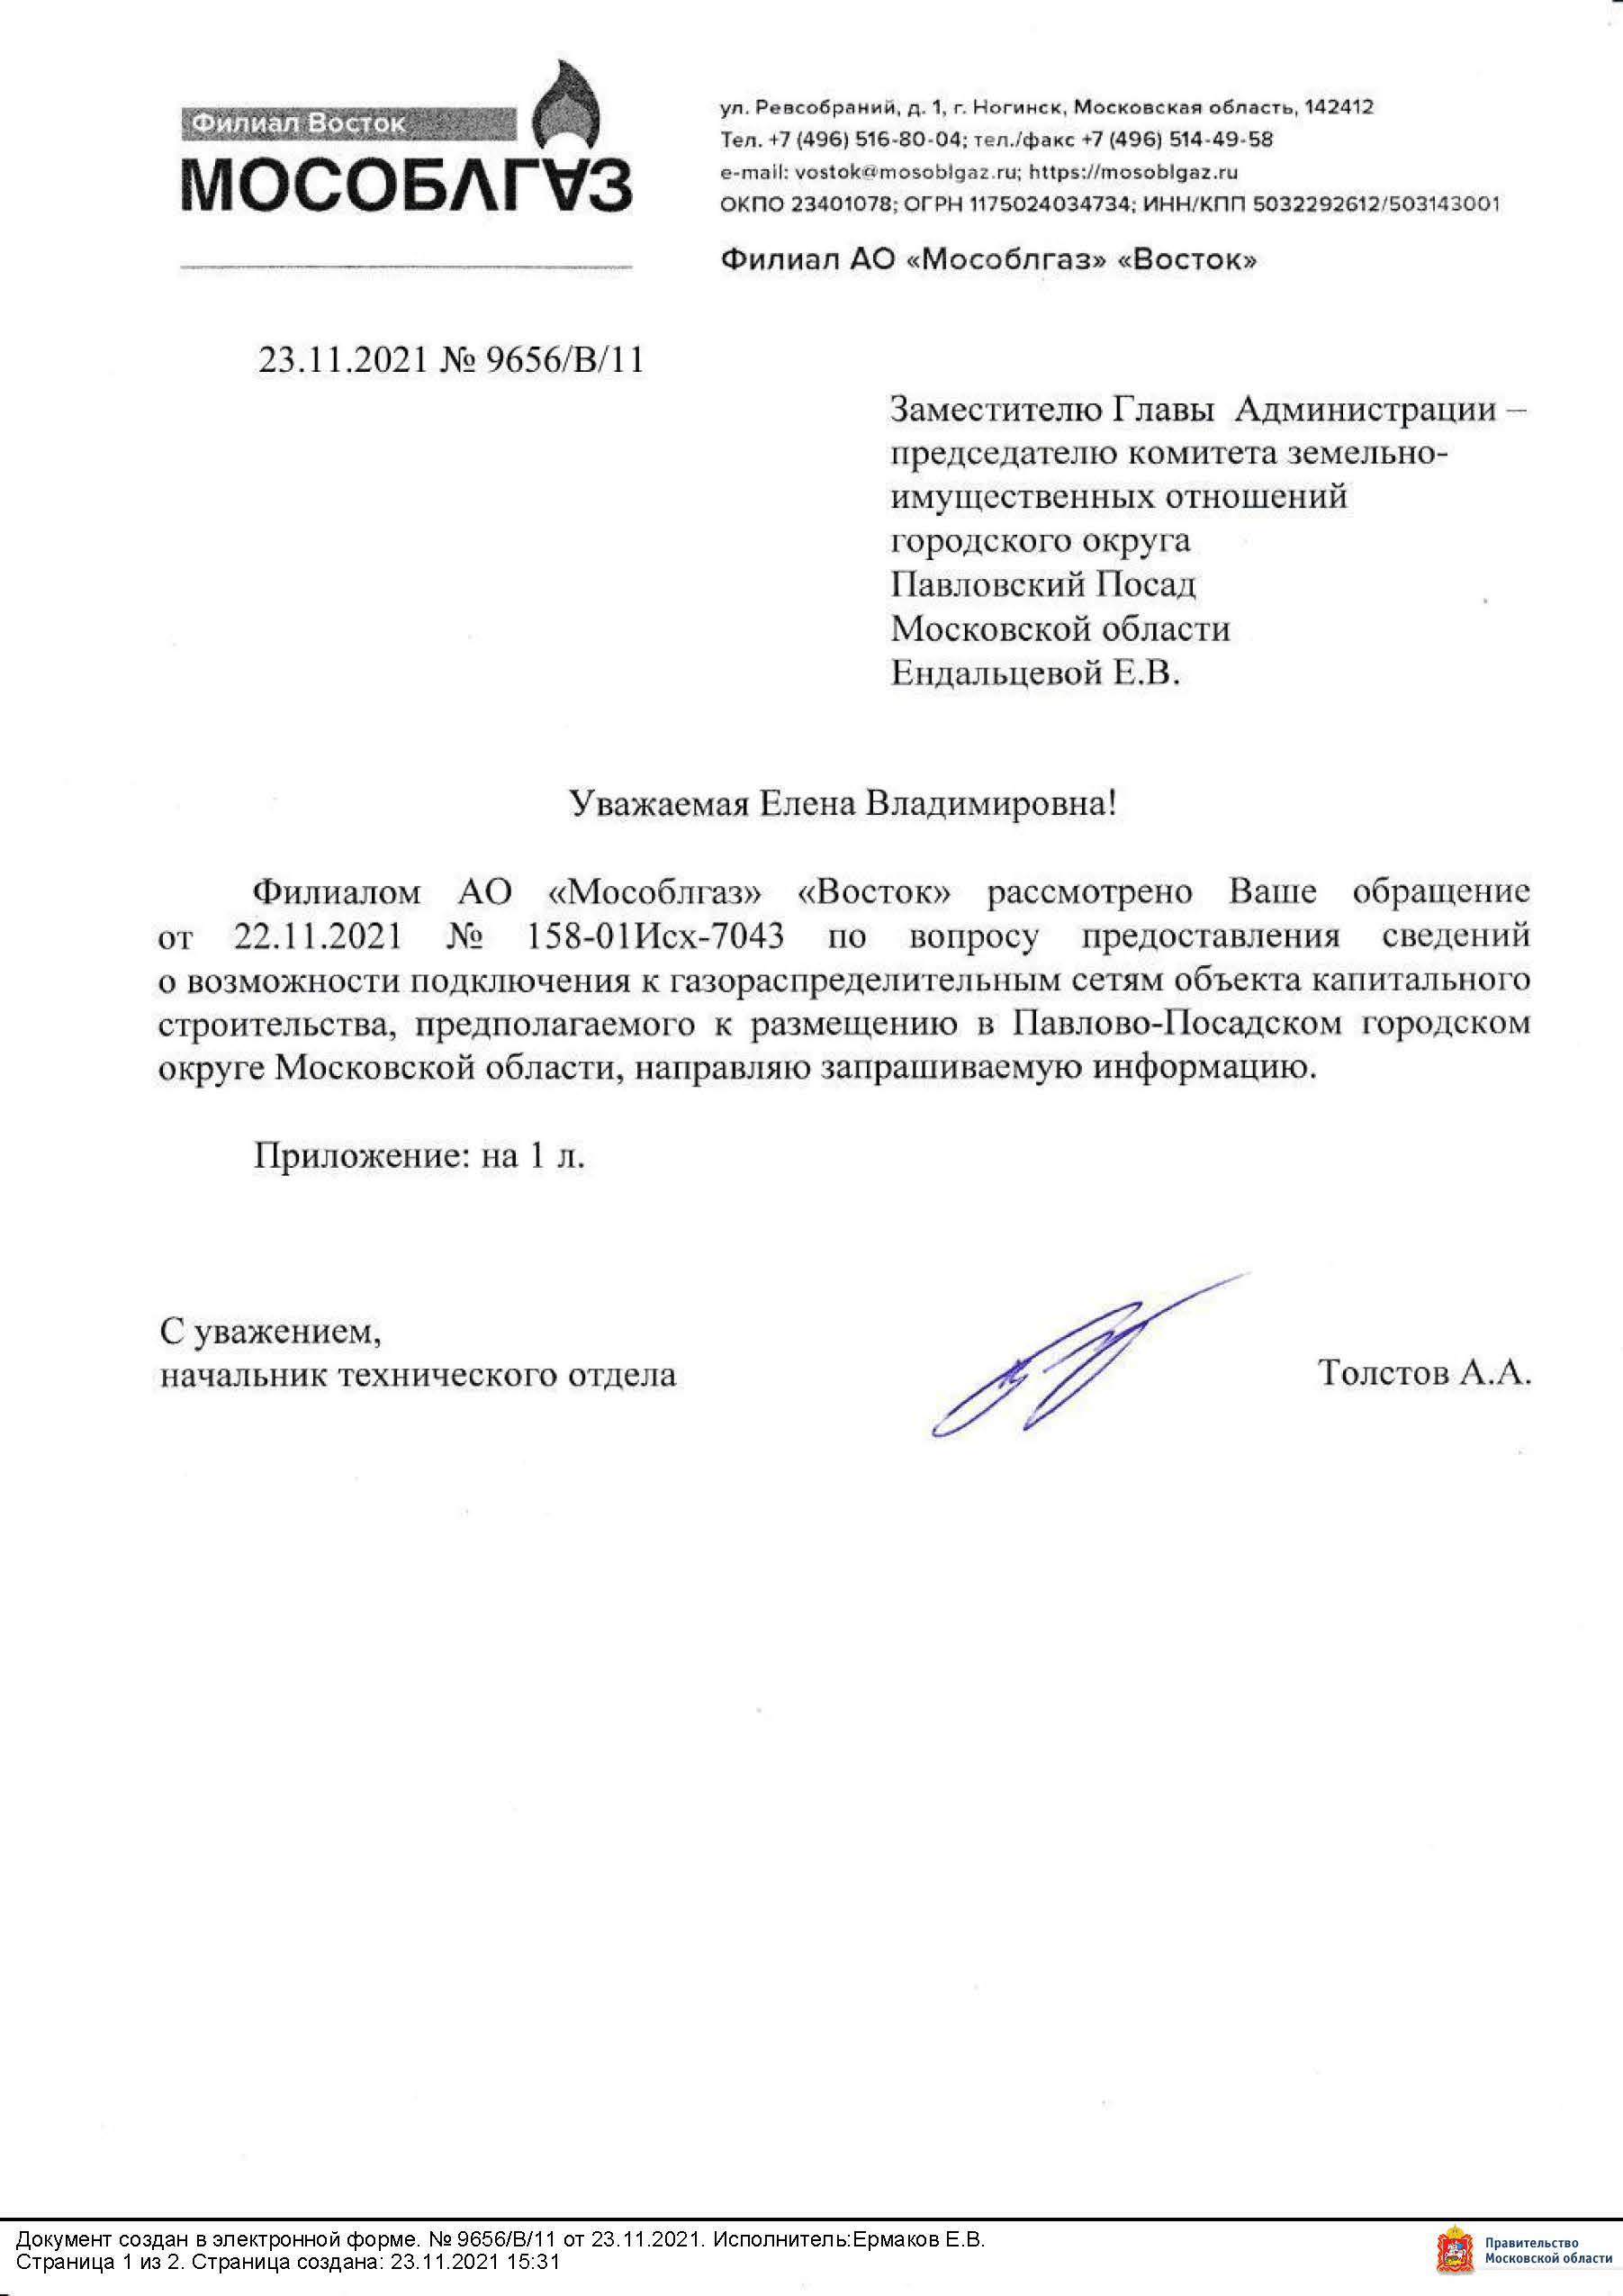 Филиал Восток
МОСОБЛГАЗ
ул. Ревсобраний, д. 1, г. Ногинск, Московская область, 142412
Тел. +7 (496) 516-80-04; тел./факс +7 (496) 514-49-58
e-mail: vostok@mosoblgaz.ru; https://mosoblgaz.ru
ОКПО 23401078; ОГРН 1175024034734; ИНН/КПП 5032292612/503143001
Филиал АО «Мособлгаз» «Восток»
23.11.2021 № 9656/В/11
Заместителю Главы Администрации –
председателю комитета земельно-
имущественных отношений
городского округа
Павловский Посад
Московской области
Ендальцевой Е.В.
Уважаемая Елена Владимировна!
Филиалом АО «Мособлгаз» «Восток» рассмотрено Ваше обращение
от 22.11.2021 № 158-01Исх-7043 по вопросу предоставления сведений
о возможности подключения к газораспределительным сетям объекта капитального
строительства, предполагаемого к размещению в Павлово-Посадском городском
округе Московской области, направляю запрашиваемую информацию.
Приложение: на 1 л.
С уважением,
начальник технического отдела
Толстов А.А.
Документ создан в электронной форме. № 9656/В/11 от 23.11.2021. Исполнитель:Ермаков Е.В.
Страница 1 из 2. Страница создана: 23.11.2021 15:31
Правительство
Московской области